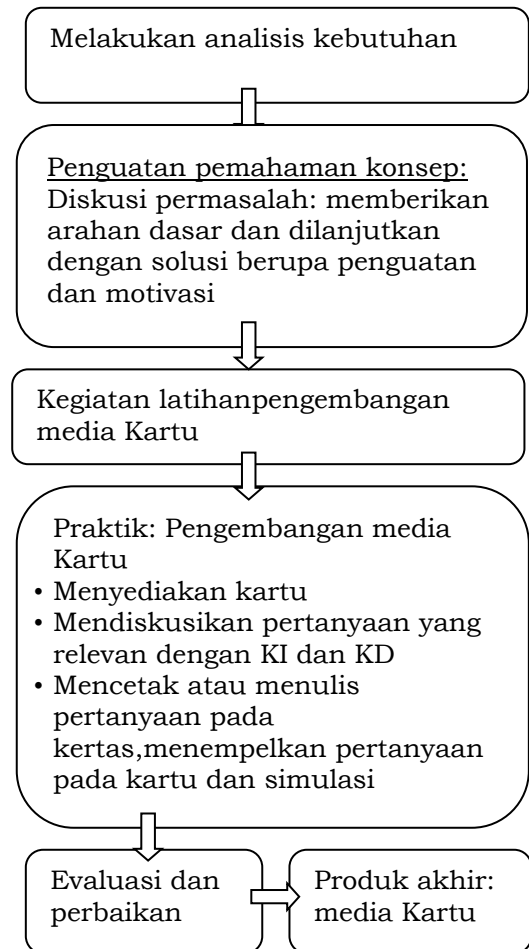 Melakukan analisis kebutuhan
Penguatan pemahaman konsep:
Diskusi permasalah: memberikan
arahan dasar dan dilanjutkan
dengan solusi berupa penguatan
dan motivasi
Kegiatan latihanpengembangan
media Kartu
Praktik: Pengembangan media
Kartu
• Menyediakan kartu
• Mendiskusikan pertanyaan yang
relevan dengan KI dan KD
• Mencetak atau menulis
pertanyaan pada
kertas,menempelkan pertanyaan
pada kartu dan simulasi
Evaluasi dan
perbaikan
Produk akhir:
media Kartu